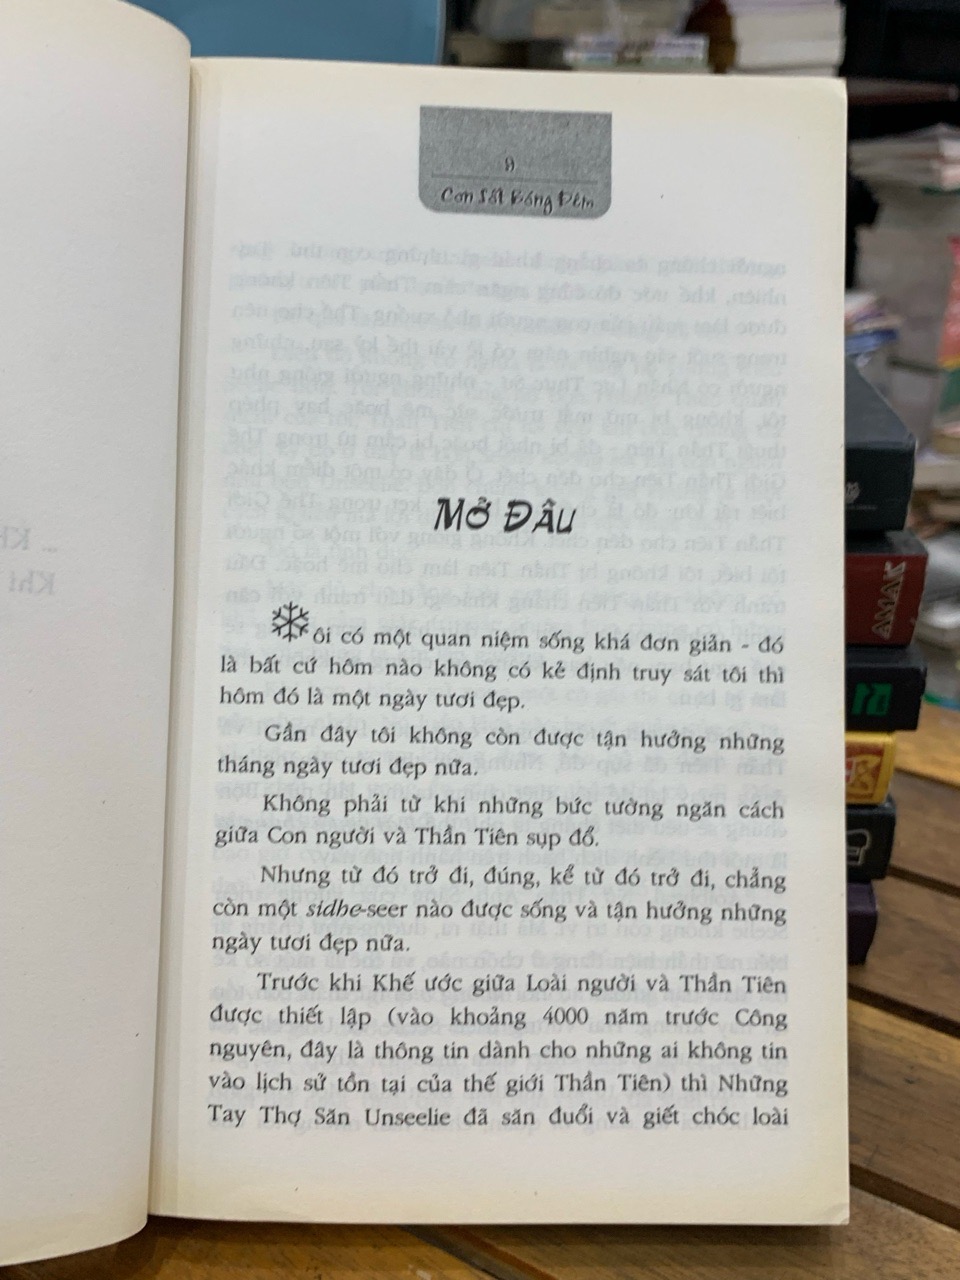 9
Cơn Sốt Bóng Đêm
MỞ ĐẦU
ôi có một quan niệm sống khá đơn giản - đó
là bất cứ hôm nào không có kẻ định truy sát tôi thì
hôm đó là một ngày tươi đẹp.
Gần đây tôi không còn được tận hưởng những
tháng ngày tươi đẹp nữa.
Không phải từ khi những bức tường ngăn cách
giữa Con người và Thần Tiên sụp đổ.
Nhưng từ đó trở đi, đúng, kể từ đó trở đi, chẳng
còn một sidhe-seer nào được sống và tận hưởng những
ngày tươi đẹp nữa.
Trước khi Khế ước giữa Loài người và Thần Tiên
được thiết lập (vào khoảng 4000 năm trước Công
nguyên, đây là thông tin dành cho những ai không tin
vào lịch sử tồn tại của thế giới Thần Tiên) thì Những
Tay Thợ Săn Unseelie đã săn đuổi và giết chóc loài
AMAK